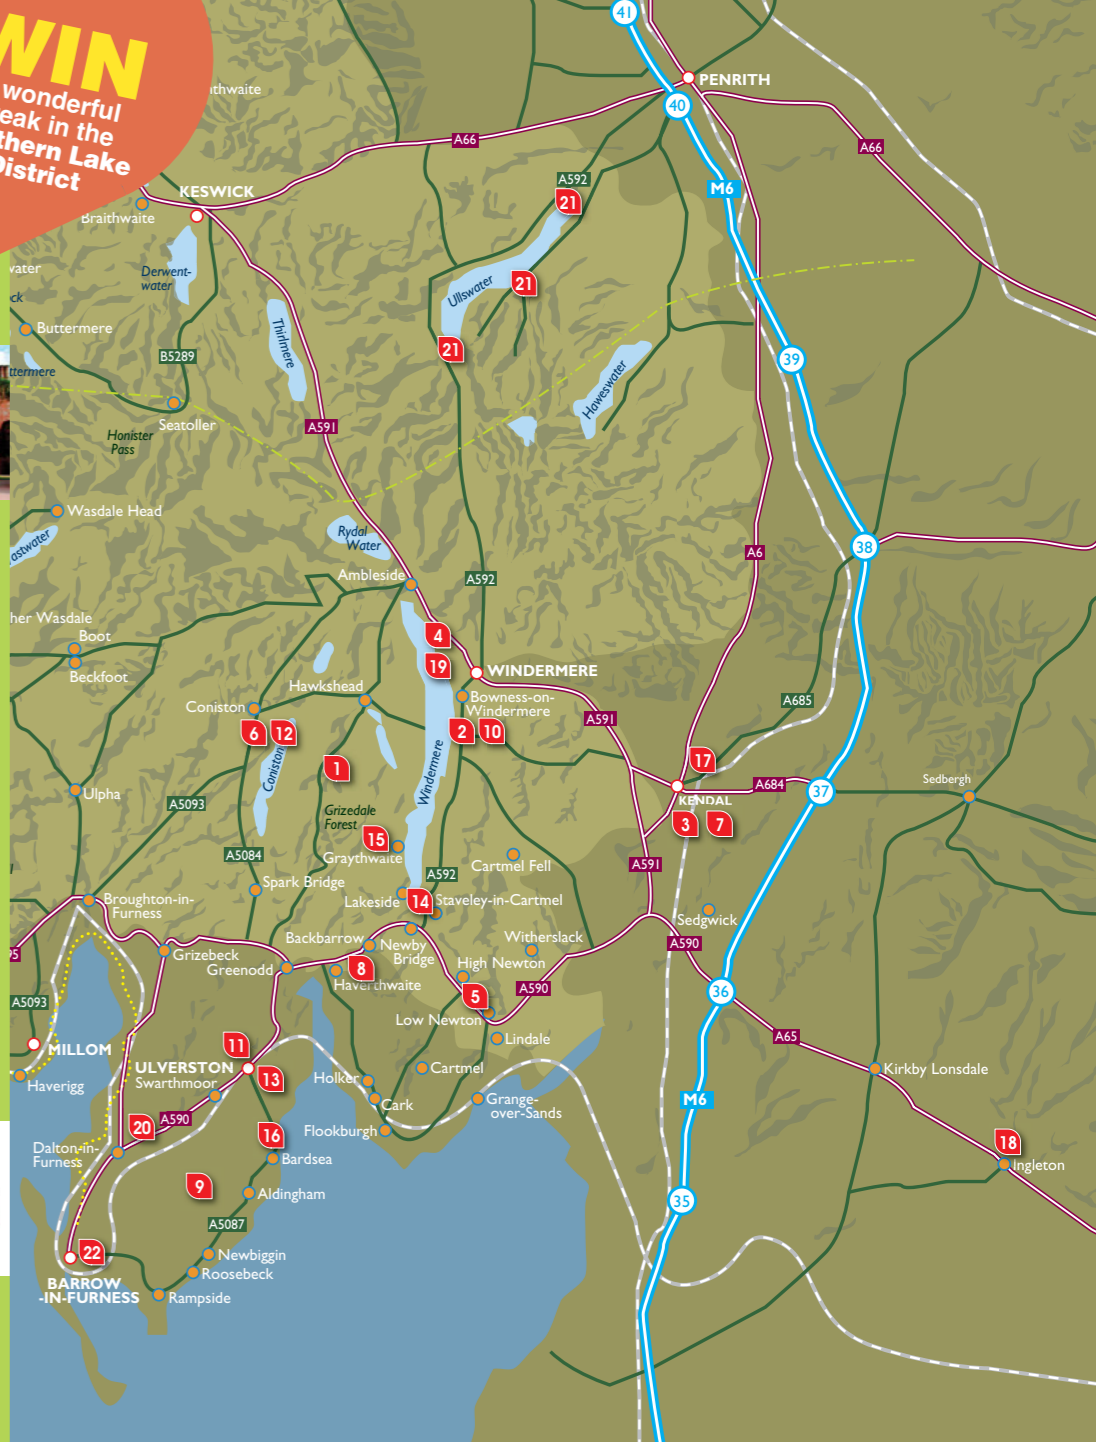 WIN
wonderful
eak in the
thern Lake
District
41
PENRITH
40
thwaite
A66
A66
KESWICK
A592
21
M6
Braithwaite
water
Derwent-
water
Ullswater
21
ck
Buttermere
Thirlmere
21
B5289
39
ttermere
Haweswater
Seatoller
A591
Honister
Pass
Wasdale Head
Rydal
Water
astwater
A6
38
Ambleside
A592
her Wasdale
Boot
4
19
WINDERMERE
Beckfoot
Hawkshead
Bowness-on-
Windermere
A685
Coniston
A591
6
12
2
10
Coniston
Windermere
1
17
A684
Sedbergh
37
Ulpha
A5093
KENDAL
Grizedale
Forest
3
7
15
Graythwaite
A5084
Cartmel Fell
A591
A592
Spark Bridge
Lakeside
14
Staveley-in-Cartmel
Broughton-in-
Furness
Sedgwick
Backbarrow
Newby
Bridge
Witherslack
A590
95
Grizebeck
Greenodd
8
High Newton
Haverthwaite
A590
36
5
A5093
Low Newton
A65
MILLOM
11
Lindale
ULVERSTON
Cartmel
Kirkby Lonsdale
Swarthmoor
13
Holker
Haverigg
M6
Cark
Grange-
over-Sands
A590
20
Flookburgh
16
18
Dalton-in-
Furness
Bardsea
Ingleton
9
Aldingham
35
A5087
22
Newbiggin
Roosebeck
BARROW
-IN-FURNESS
Rampside